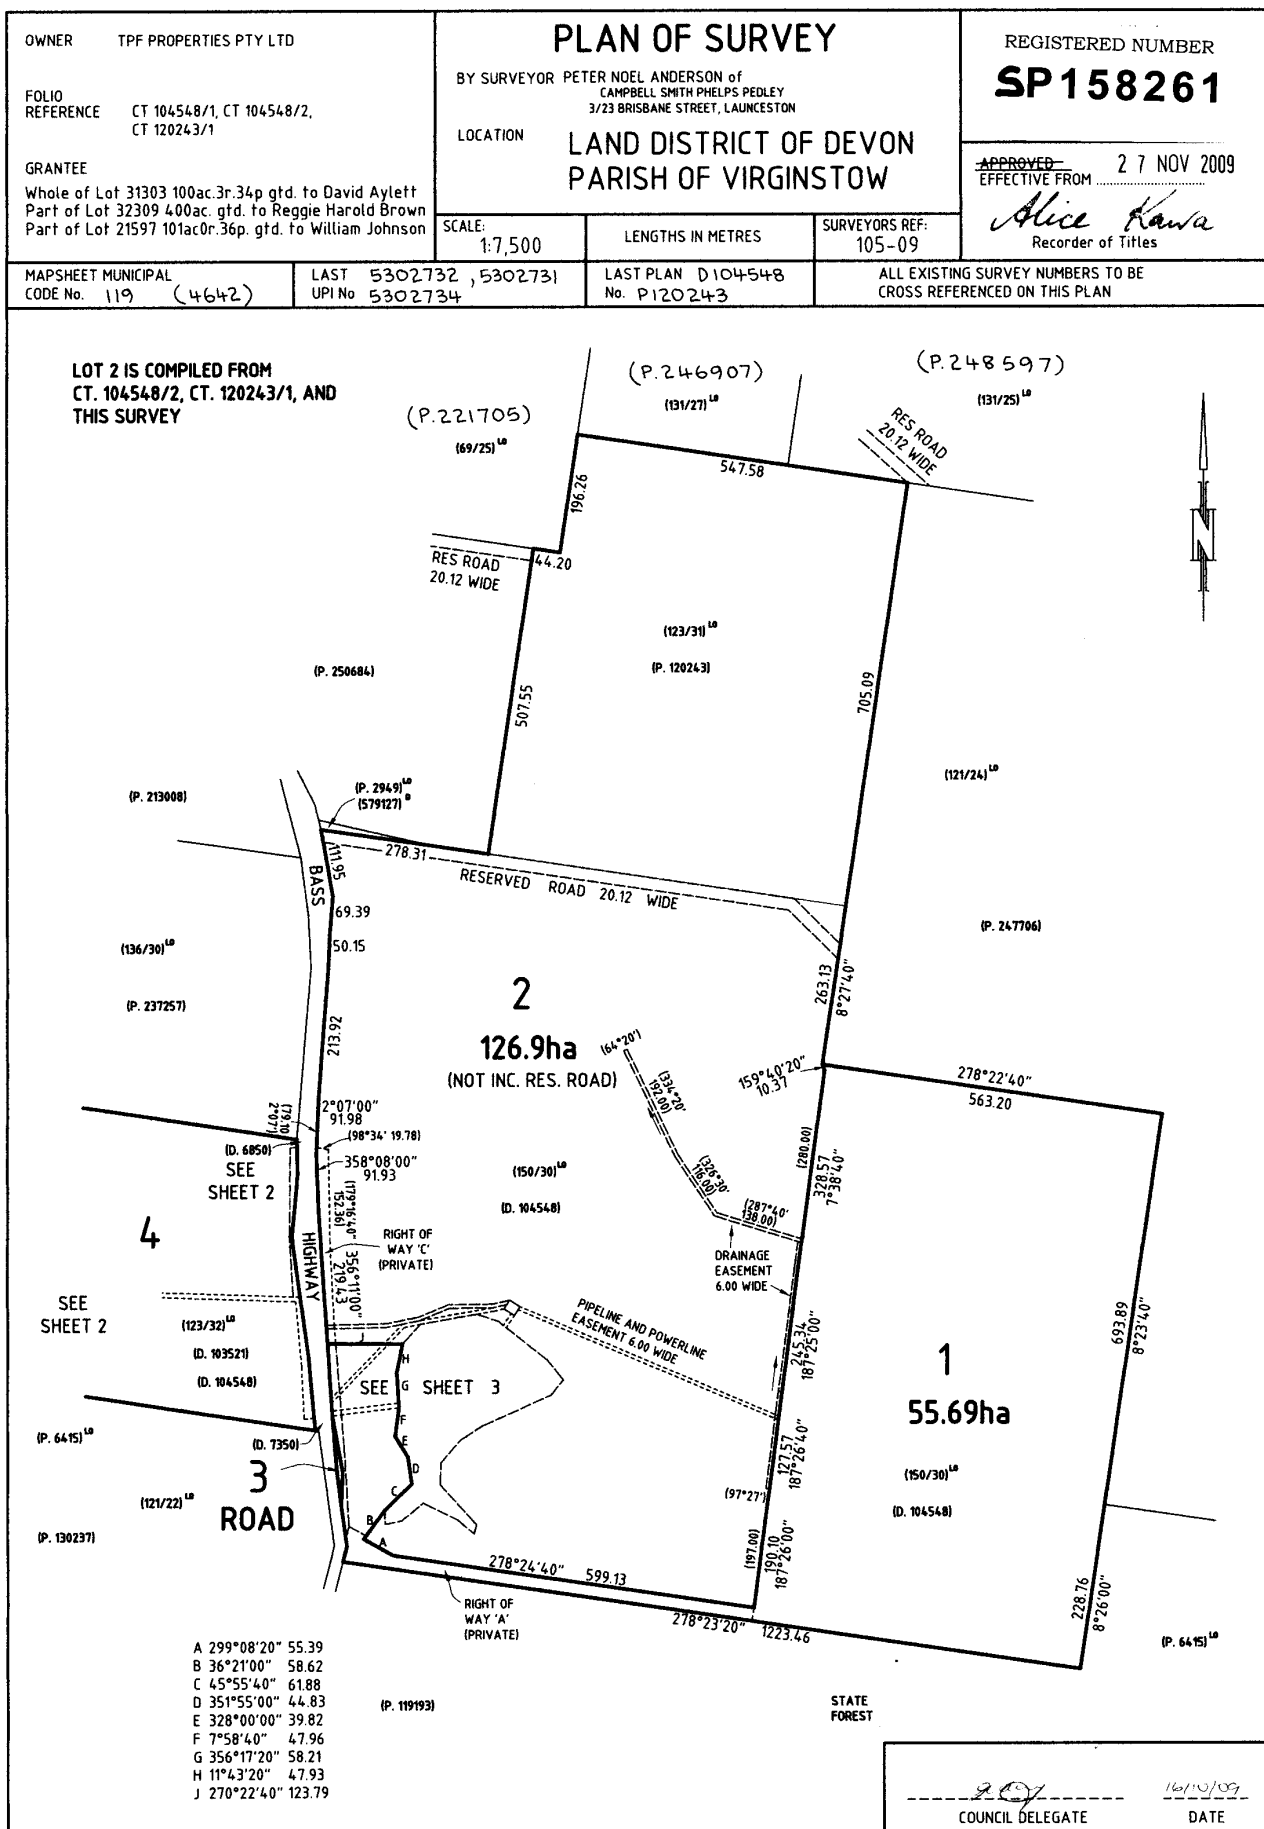 OWNER TPF PROPERTIES PTY LTD
FOLIO
REFERENCE CT 104548/1, CT 104548/2,
CT 120243/1
GRANTEE
Whole of Lot 31303 100ac.3r.34p gtd. to David Aylett
Part of Lot 32309 400ac. gtd. to Reggie Harold Brown
Part of Lot 21597 101ac0r.36p. gtd. to William Johnson
PLAN OF SURVEY
BY SURVEYOR PETER NOEL ANDERSON of
CAMPBELL SMITH PHELPS PEDLEY
3/23 BRISBANE STREET, LAUNCESTON
LOCATION
LAND DISTRICT OF DEVON
PARISH OF VIRGINSTOW
SCALE:
1:7,500
LENGTHS IN METRES
SURVEYORS REF:
105-09
REGISTERED NUMBER
SP158261
APPROVED
EFFECTIVE FROM 27 NOV 2009
Alice Kawa
Recorder of Titles
MAPSHEET MUNICIPAL
CODE No. 119 (4642)
LAST 5302732, 5302731
UPI No 5302734
LAST PLAN D104548
No. P120243
ALL EXISTING SURVEY NUMBERS TO BE
CROSS REFERENCED ON THIS PLAN
LOT 2 IS COMPILED FROM
CT. 104548/2, CT. 120243/1, AND
THIS SURVEY
(P.221705)
(69/25) LO
(P.246907)
(131/27) LO
(P.248597)
(131/25) LO
RES ROAD
20.12 WIDE
547.58
196.26
44.20
RES ROAD
20.12 WIDE
(123/31) LO
(P. 120243)
(P. 250684)
507.55
705.09
(121/24) LO
(P. 213008)
(P. 2949) LO
(579127) D
278.31
111.95
BASS
RESERVED ROAD 20.12 WIDE
69.39
50.15
(136/30) LO
(P. 237257)
(P. 247706)
213.92
263.13
8°27'40"
2
126.9ha
(NOT INC. RES. ROAD)
(64°20')
(334°20'
192.00)
159°40'20"
10.37
278°22'40"
563.20
(79.10
2°07')
2°07'00"
91.98
(98°34' 19.78)
(D. 6850)
SEE
SHEET 2
358°08'00"
91.93
(150/30) LO
(D. 104548)
(326°30'
116.00)
(280.00)
328.57
7°38'40"
(287°40'
138.00)
4
HIGHWAY
(179°16'40"
152.36)
RIGHT OF
WAY 'C'
(PRIVATE)
356°11'00"
219.43
DRAINAGE
EASEMENT
6.00 WIDE
SEE
SHEET 2
(123/32) LO
(D. 103521)
(D. 104548)
PIPELINE AND POWERLINE
EASEMENT 6.00 WIDE
245.34
187°25'00"
693.89
8°23'40"
1
55.69ha
SEE SHEET 3
H
G
F
E
D
C
B
A
(P. 6415) LO
(D. 7350)
3
ROAD
(121/22) LO
(P. 130237)
127.57
187°26'40"
(97°27')
(150/30) LO
(D. 104548)
(197.00)
190.10
187°26'00"
278°24'40" 599.13
RIGHT OF
WAY 'A'
(PRIVATE)
278°23'20" 1223.46
228.76
8°26'00"
(P. 6415) LO
A 299°08'20" 55.39
B 36°21'00" 58.62
C 45°55'40" 61.88
D 351°55'00" 44.83
E 328°00'00" 39.82
F 7°58'40" 47.96
G 356°17'20" 58.21
H 11°43'20" 47.93
J 270°22'40" 123.79
(P. 119193)
STATE
FOREST
16/10/09
COUNCIL DELEGATE DATE